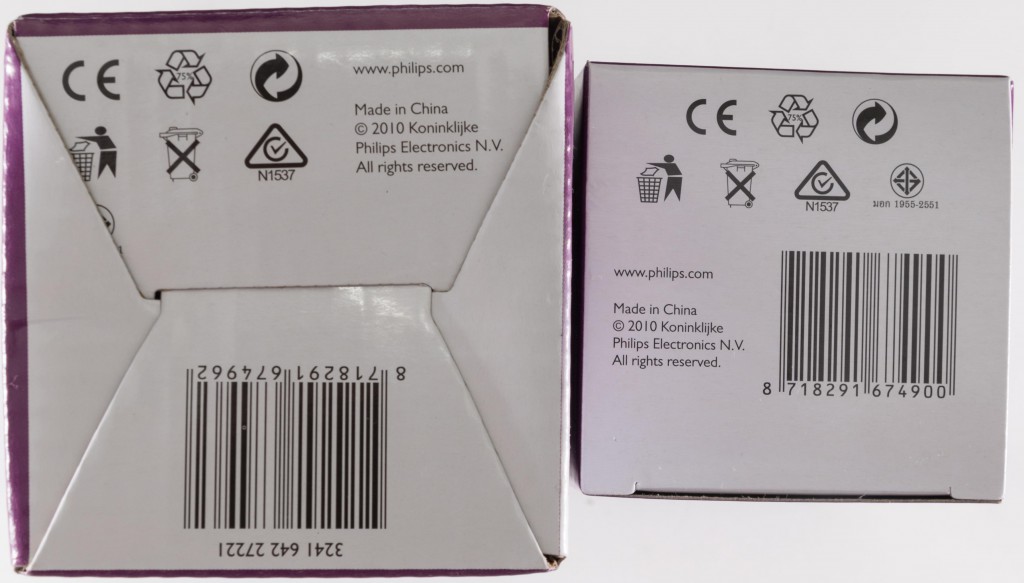 CE
75%
www.philips.com
Made in China
© 2010 Koninklijke
Philips Electronics N.V.
All rights reserved.
N1537
8 718291 674962
3241 642 27221
CE
75%
N1537
มอก 1955-2551
www.philips.com
Made in China
© 2010 Koninklijke
Philips Electronics N.V.
All rights reserved.
8 718291 674900